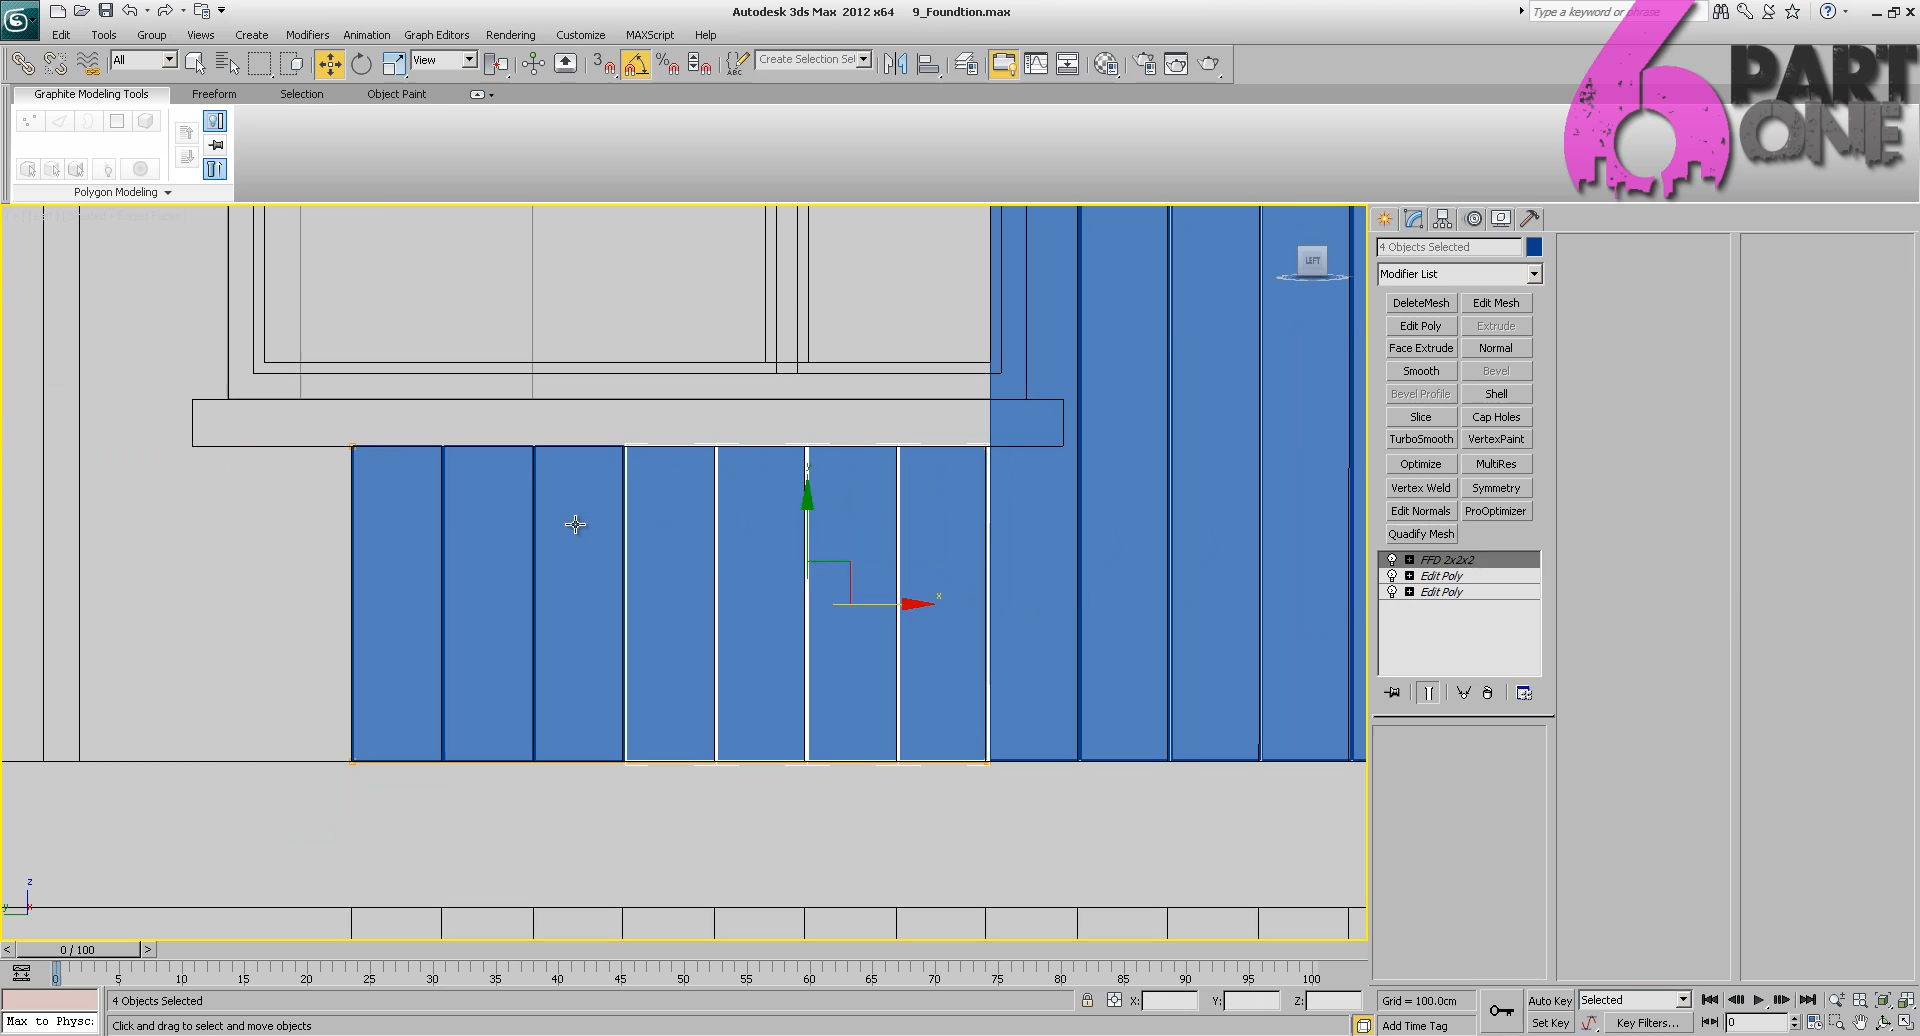 Autodesk 3ds Max 2012 x64 9_Foundtion.max
Type a keyword or phrase
Edit Tools Group Views Create Modifiers Animation Graph Editors Rendering Customize MAXScript Help
All View Create Selection Sel
Graphite Modeling Tools Freeform Selection Object Paint
Polygon Modeling
6 PART ONE
LEFT
4 Objects Selected
Modifier List
DeleteMesh Edit Mesh
Edit Poly Extrude
Face Extrude Normal
Smooth Bevel
Bevel Profile Shell
Slice Cap Holes
TurboSmooth VertexPaint
Optimize MultiRes
Vertex Weld Symmetry
Edit Normals ProOptimizer
Quadify Mesh
FFD 2x2x2
Edit Poly
Edit Poly
y
x
z
y x
< 0 / 100 >
0 5 10 15 20 25 30 35 40 45 50 55 60 65 70 75 80 85 90 95 100
4 Objects Selected X: Y: Z: Grid = 100.0cm Auto Key Selected
Max to Physc: Click and drag to select and move objects Add Time Tag Set Key Key Filters... 0